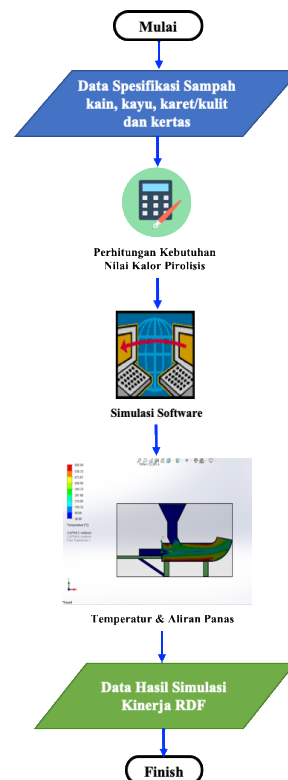 Mulai
Data Spesifikasi Sampah
kain, kayu, karet/kulit
dan kertas
Perhitungan Kebutuhan
Nilai Kalor Pirolisis
Simulasi Software
Temperatur & Aliran Panas
Data Hasil Simulasi
Kinerja RDF
Finish